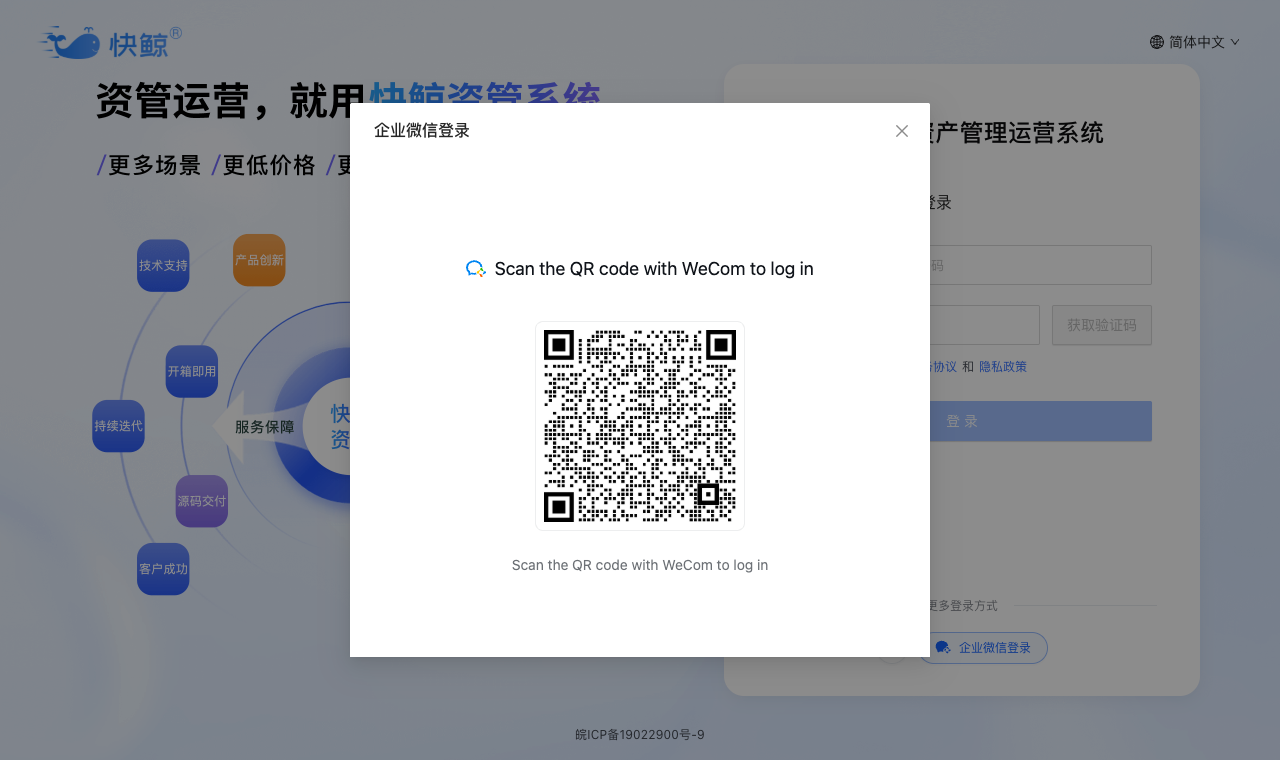 快鲸®
简体中文
资管运营，就用快鲸资管系统
/更多场景 /更低价格
资产管理运营系统
企业微信登录
登录
Scan the QR code with WeCom to log in
技术支持
产品创新
码
获取验证码
协议 和 隐私政策
开箱即用
持续迭代
服务保障
快
资
登 录
源码交付
客户成功
Scan the QR code with WeCom to log in
更多登录方式
企业微信登录
皖ICP备19022900号-9